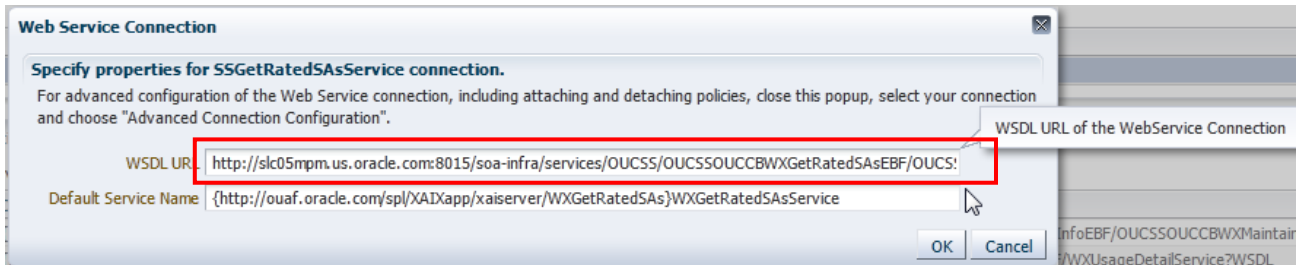 Web Service Connection
Specify properties for SSGetRatedSAsService connection.
For advanced configuration of the Web Service connection, including attaching and detaching policies, close this popup, select your connection
and choose "Advanced Connection Configuration".
WSDL URL of the WebService Connection
WSDL URL http://slc05mpm.us.oracle.com:8015/soa-infra/services/OUCSS/OUCSSOUCCBWXGetRatedSAsEBF/OUCS
Default Service Name {http://ouaf.oracle.com/spl/XAIXapp/xaiserver/WXGetRatedSAs}WXGetRatedSAsService
OK Cancel
InfoEBF/OUCSSOUCCBWXMaintain
/WXUsageDetailService?WSDL